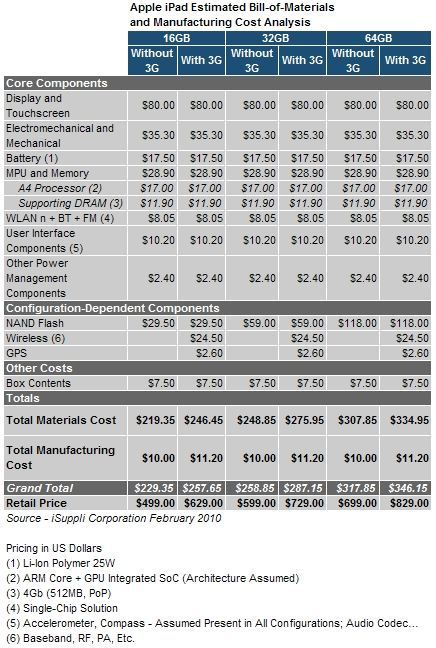 Apple iPad Estimated Bill-of-Materials
and Manufacturing Cost Analysis
16GB 32GB 64GB
Without 3G With 3G Without 3G With 3G Without 3G With 3G
Core Components
Display and Touchscreen $80.00 $80.00 $80.00 $80.00 $80.00 $80.00
Electromechanical and Mechanical $35.30 $35.30 $35.30 $35.30 $35.30 $35.30
Battery (1) $17.50 $17.50 $17.50 $17.50 $17.50 $17.50
MPU and Memory $28.90 $28.90 $28.90 $28.90 $28.90 $28.90
A4 Processor (2) $17.00 $17.00 $17.00 $17.00 $17.00 $17.00
Supporting DRAM (3) $11.90 $11.90 $11.90 $11.90 $11.90 $11.90
WLAN n + BT + FM (4) $8.05 $8.05 $8.05 $8.05 $8.05 $8.05
User Interface Components (5) $10.20 $10.20 $10.20 $10.20 $10.20 $10.20
Other Power Management Components $2.40 $2.40 $2.40 $2.40 $2.40 $2.40
Configuration-Dependent Components
NAND Flash $29.50 $29.50 $59.00 $59.00 $118.00 $118.00
Wireless (6) $24.50 $24.50 $24.50
GPS $2.60 $2.60 $2.60
Other Costs
Box Contents $7.50 $7.50 $7.50 $7.50 $7.50 $7.50
Totals
Total Materials Cost $219.35 $246.45 $248.85 $275.95 $307.85 $334.95
Total Manufacturing Cost $10.00 $11.20 $10.00 $11.20 $10.00 $11.20
Grand Total $229.35 $257.65 $258.85 $287.15 $317.85 $346.15
Retail Price $499.00 $629.00 $599.00 $729.00 $699.00 $829.00
Source - iSuppli Corporation February 2010
Pricing in US Dollars
(1) Li-Ion Polymer 25W
(2) ARM Core + GPU Integrated SoC (Architecture Assumed)
(3) 4Gb (512MB, PoP)
(4) Single-Chip Solution
(5) Accelerometer, Compass - Assumed Present in All Configurations; Audio Codec...
(6) Baseband, RF, PA, Etc.